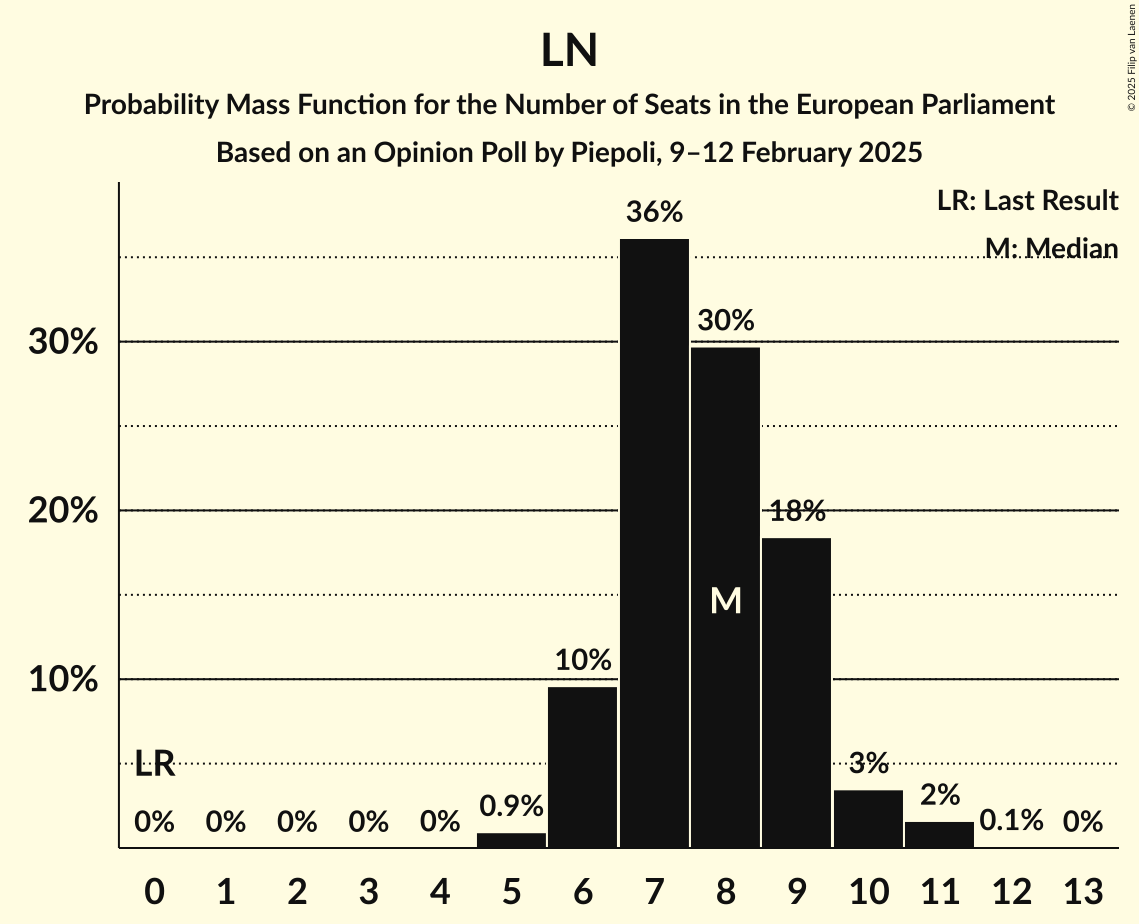 © 2025 Filip van Laenen
LN
Probability Mass Function for the Number of Seats in the European Parliament
Based on an Opinion Poll by Piepoli, 9–12 February 2025
LR: Last Result
M: Median
36%
30%
30%
20%
18%
M
10%
10%
LR
3%
0% 0% 0% 0% 0% 0.9% 2% 0.1% 0%
0 1 2 3 4 5 6 7 8 9 10 11 12 13